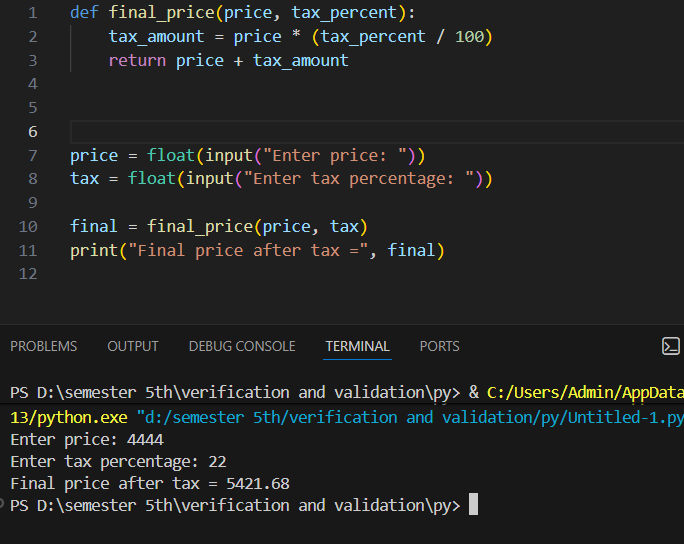 1 def final_price(price, tax_percent):
2     tax_amount = price * (tax_percent / 100)
3     return price + tax_amount
4
5
6
7 price = float(input("Enter price: "))
8 tax = float(input("Enter tax percentage: "))
9
10 final = final_price(price, tax)
11 print("Final price after tax =", final)
12
PROBLEMS OUTPUT DEBUG CONSOLE TERMINAL PORTS
PS D:\semester 5th\verification and validation\py> & C:/Users/Admin/AppData
13/python.exe "d:/semester 5th/verification and validation/py/Untitled-1.py
Enter price: 4444
Enter tax percentage: 22
Final price after tax = 5421.68
PS D:\semester 5th\verification and validation\py>